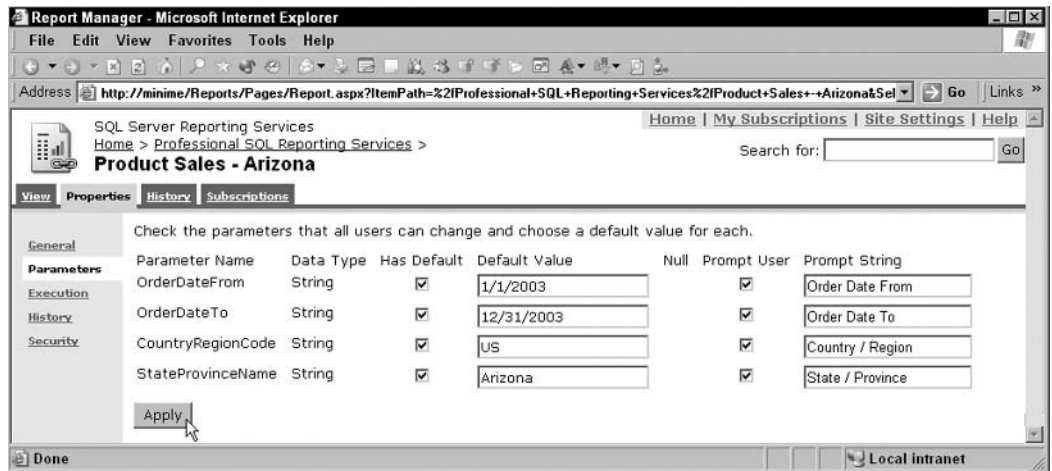 Report Manager - Microsoft Internet Explorer
File Edit View Favorites Tools Help
Address http://minime/Reports/Pages/Report.aspx?ItemPath=%2fProfessional+SQL+Reporting+Services%2fProduct+Sales+-+Arizona&Sel Go Links »
Home | My Subscriptions | Site Settings | Help
SQL Server Reporting Services
Home > Professional SQL Reporting Services >
Product Sales - Arizona
Search for: Go
View Properties History Subscriptions
General
Parameters
Execution
History
Security
Check the parameters that all users can change and choose a default value for each.
Parameter Name Data Type Has Default Default Value Null Prompt User Prompt String
OrderDateFrom String 1/1/2003 Order Date From
OrderDateTo String 12/31/2003 Order Date To
CountryRegionCode String US Country / Region
StateProvinceName String Arizona State / Province
Apply
Done Local intranet